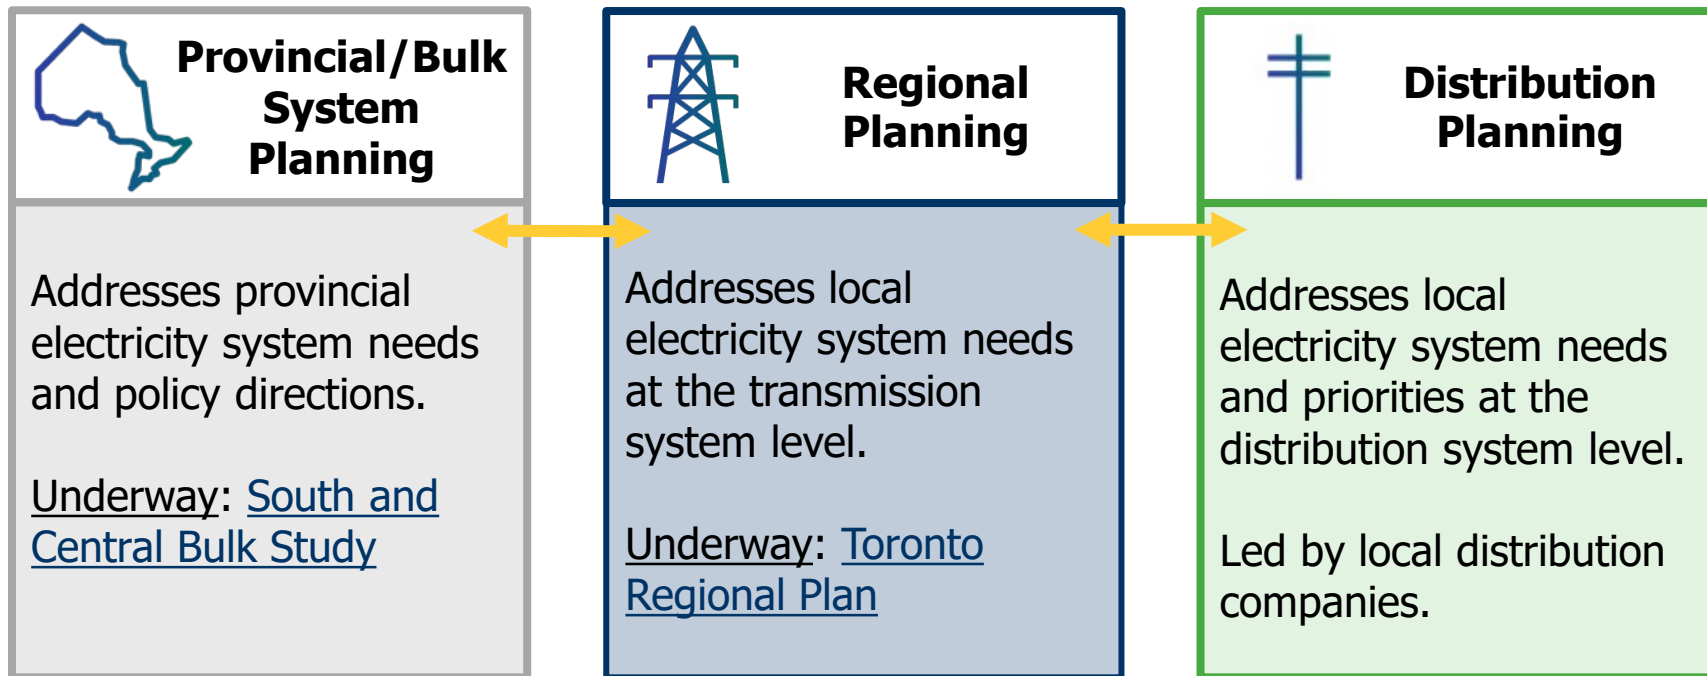 Provincial/Bulk
System
Planning
Addresses provincial
electricity system needs
and policy directions.
Underway: South and
Central Bulk Study
Regional
Planning
Addresses local
electricity system needs
at the transmission
system level.
Underway: Toronto
Regional Plan
Distribution
Planning
Addresses local
electricity system needs
and priorities at the
distribution system level.
Led by local distribution
companies.